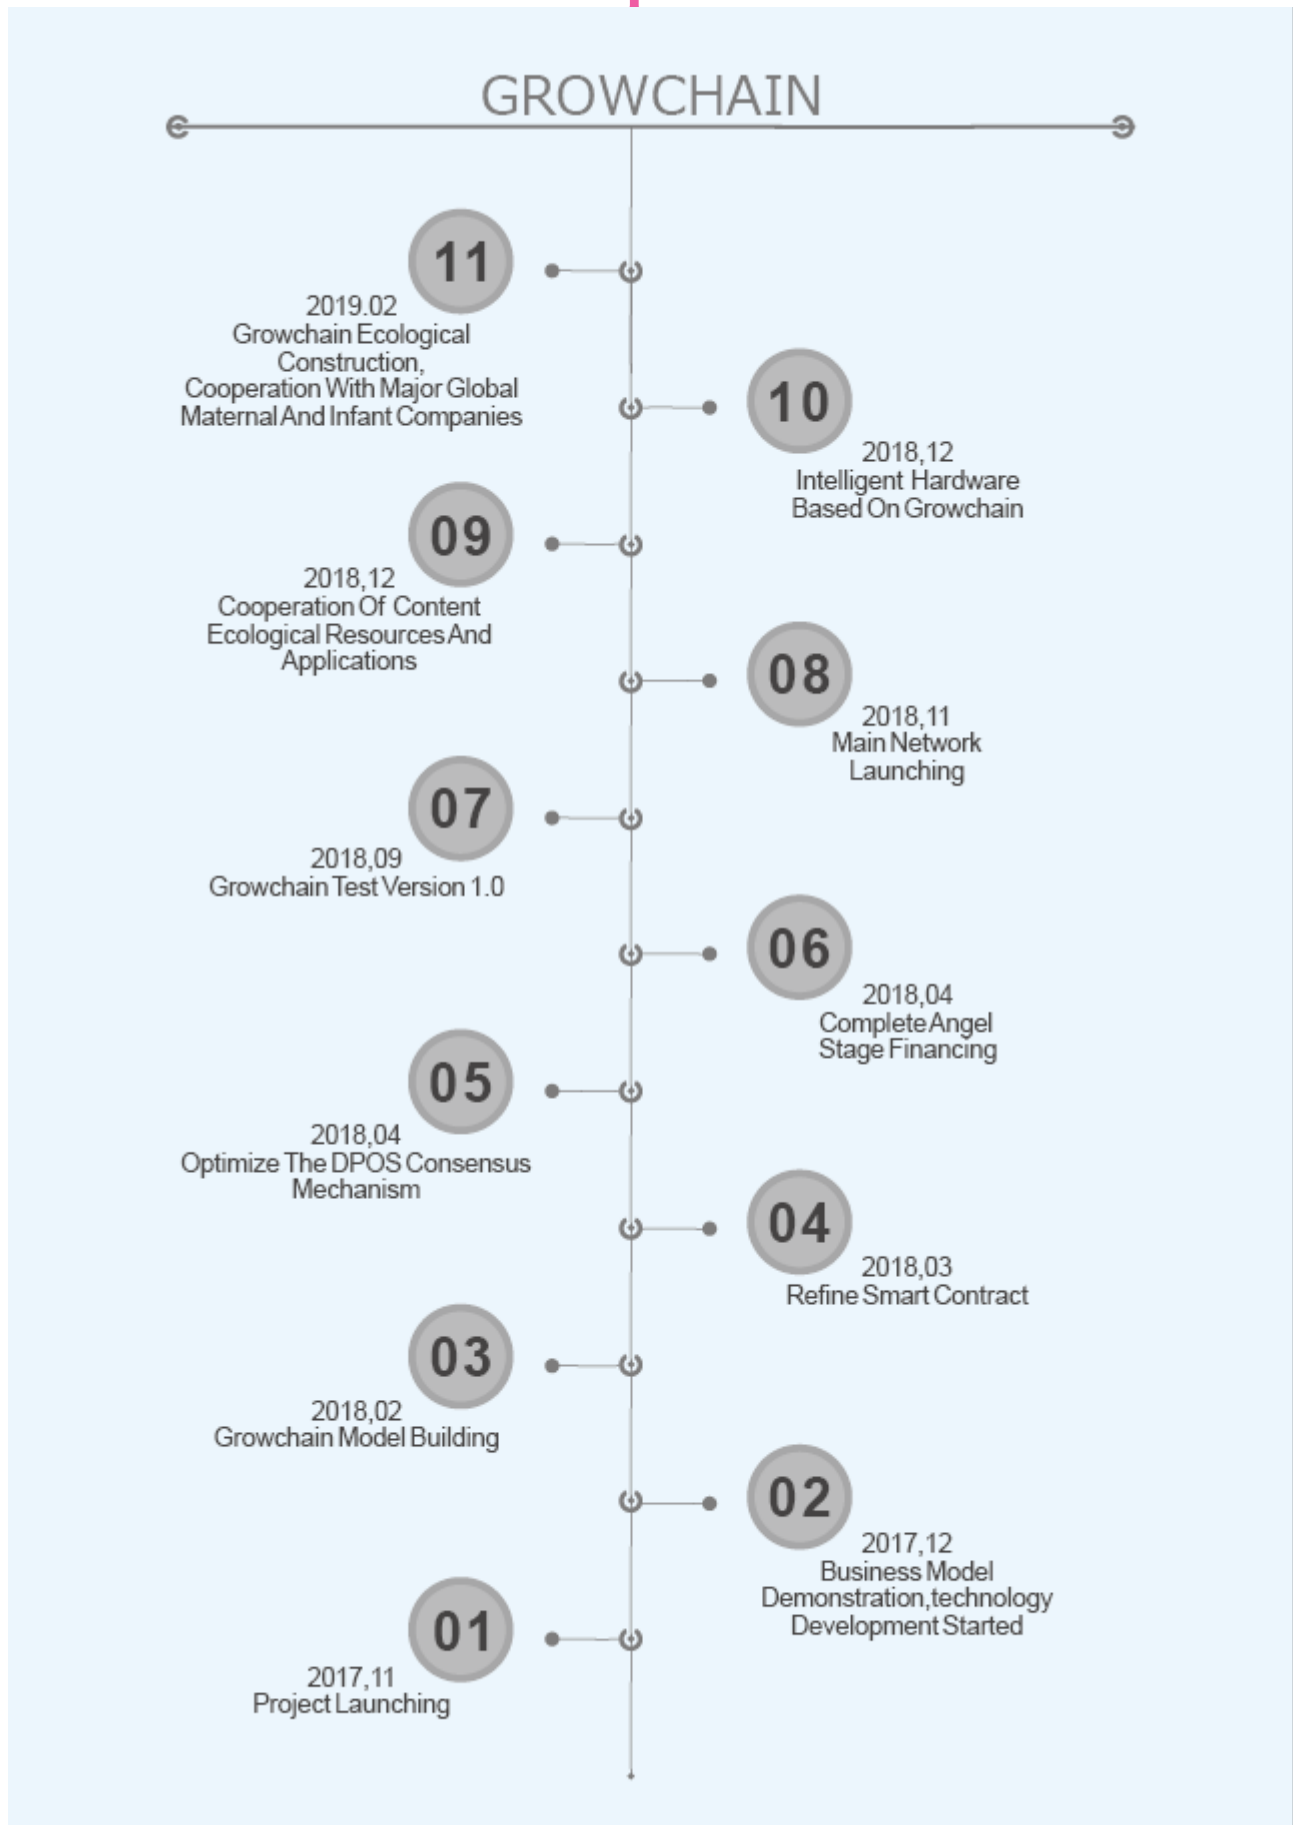 GROWCHAIN
11
2019.02
Growchain Ecological
Construction,
Cooperation With Major Global
Maternal And Infant Companies
10
2018,12
Intelligent Hardware
Based On Growchain
09
2018,12
Cooperation Of Content
Ecological Resources And
Applications
08
2018,11
Main Network
Launching
07
2018,09
Growchain Test Version 1.0
06
2018,04
Complete Angel
Stage Financing
05
2018,04
Optimize The DPOS Consensus
Mechanism
04
2018,03
Refine Smart Contract
03
2018,02
Growchain Model Building
02
2017,12
Business Model
Demonstration,technology
Development Started
01
2017,11
Project Launching